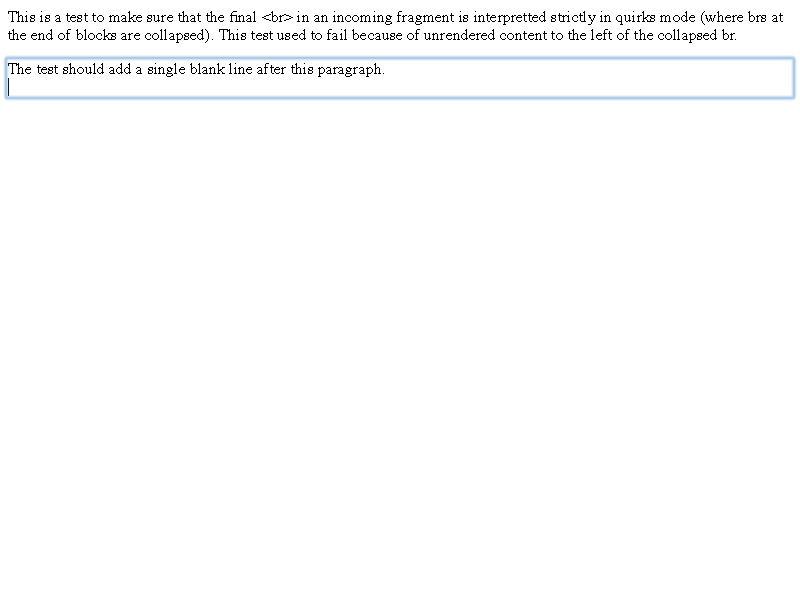 This is a test to make sure that the final <br> in an incoming fragment is interpretted strictly in quirks mode (where brs at
the end of blocks are collapsed). This test used to fail because of unrendered content to the left of the collapsed br.
The test should add a single blank line after this paragraph.